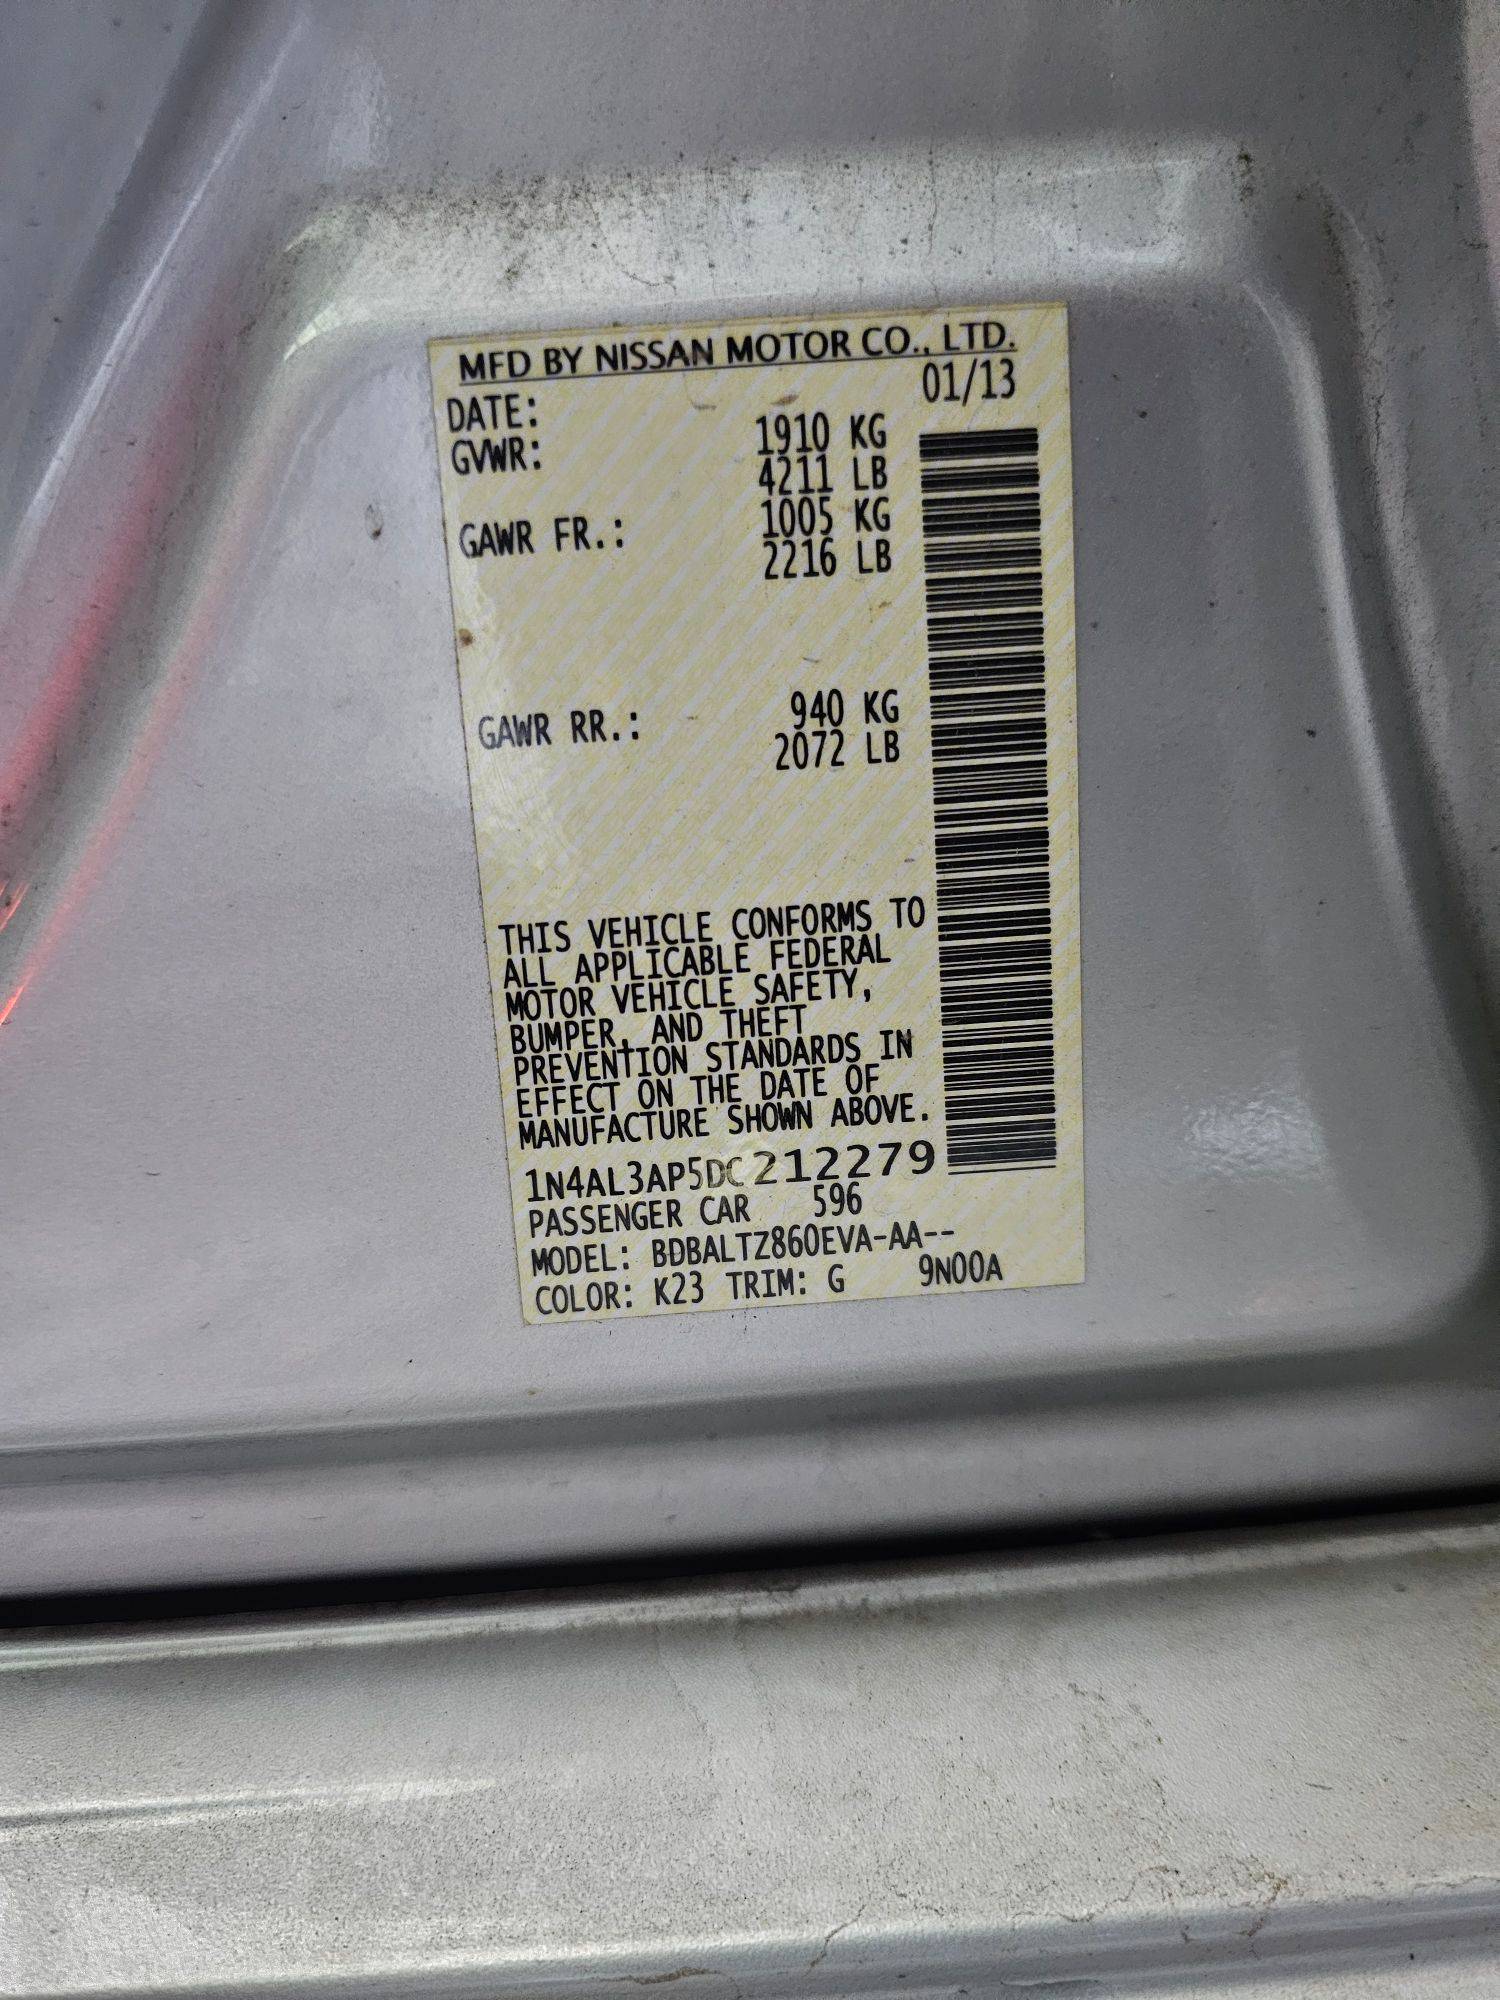 MFD BY NISSAN MOTOR CO., LTD.
DATE: 01/13
GVWR: 1910 KG
4211 LB
GAWR FR.: 1005 KG
2216 LB
GAWR RR.: 940 KG
2072 LB
THIS VEHICLE CONFORMS TO
ALL APPLICABLE FEDERAL
MOTOR VEHICLE SAFETY,
BUMPER, AND THEFT
PREVENTION STANDARDS IN
EFFECT ON THE DATE OF
MANUFACTURE SHOWN ABOVE.
1N4AL3AP5DC212279
PASSENGER CAR 596
MODEL: BDBALTZ860EVA-AA--
COLOR: K23 TRIM: G 9N00A